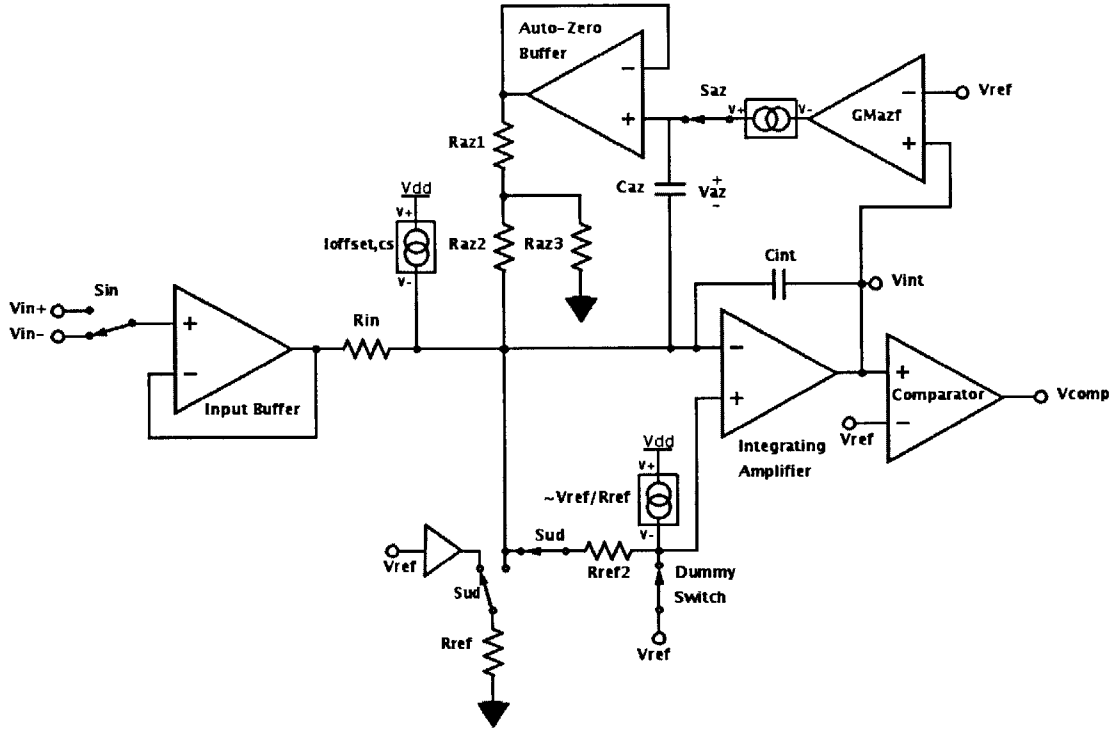 Auto-Zero
Buffer
−
+
Saz
V+
V-
GMazf
−
+
Vref
Raz1
Caz
+
Vaz
-
Vdd
V+
Ioffset,cs
V-
Raz2
Raz3
Cint
Vint
Vin+
Vin-
Sin
+
−
Input Buffer
Rin
−
+
Integrating
Amplifier
+
Comparator
−
Vref
Vcomp
Vdd
V+
~Vref/Rref
V-
Sud
Rref2
Dummy
Switch
Vref
Vref
Sud
Rref